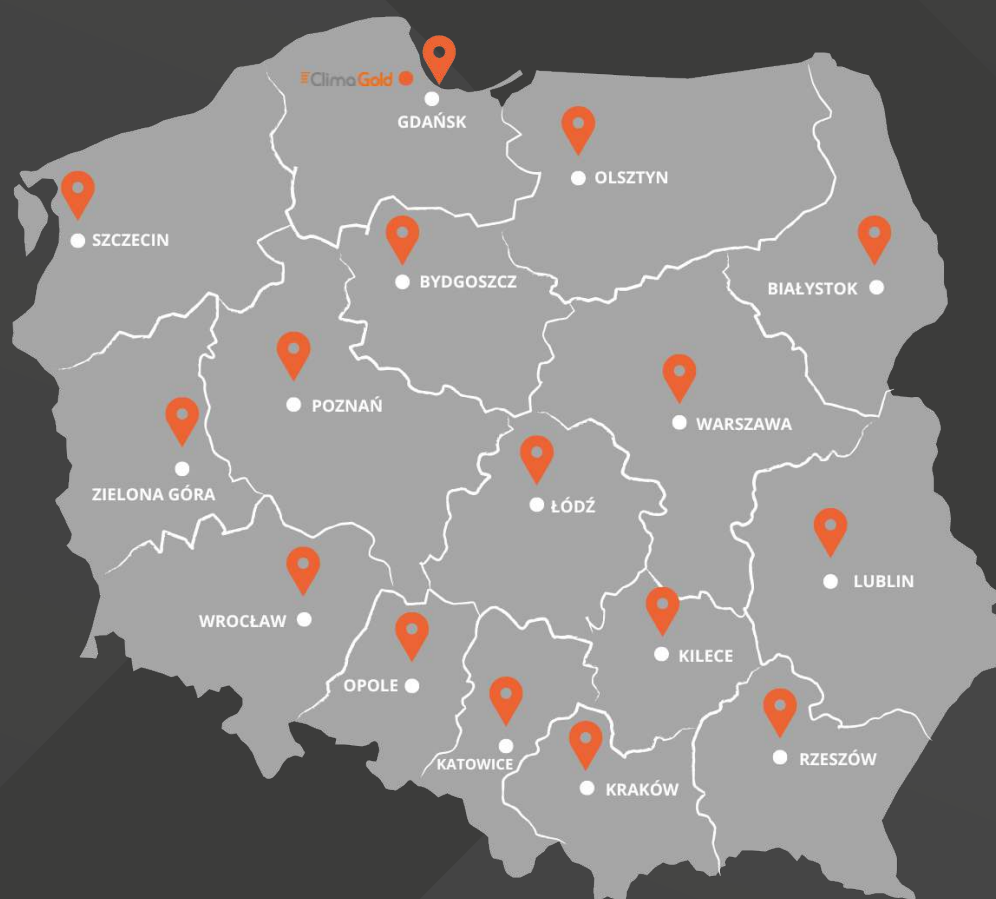 ClimaGold
GDAŃSK
OLSZTYN
SZCZECIN
BYDGOSZCZ
BIAŁYSTOK
POZNAŃ
WARSZAWA
ZIELONA GÓRA
ŁÓDŹ
LUBLIN
WROCŁAW
KILECE
OPOLE
KATOWICE
RZESZÓW
KRAKÓW